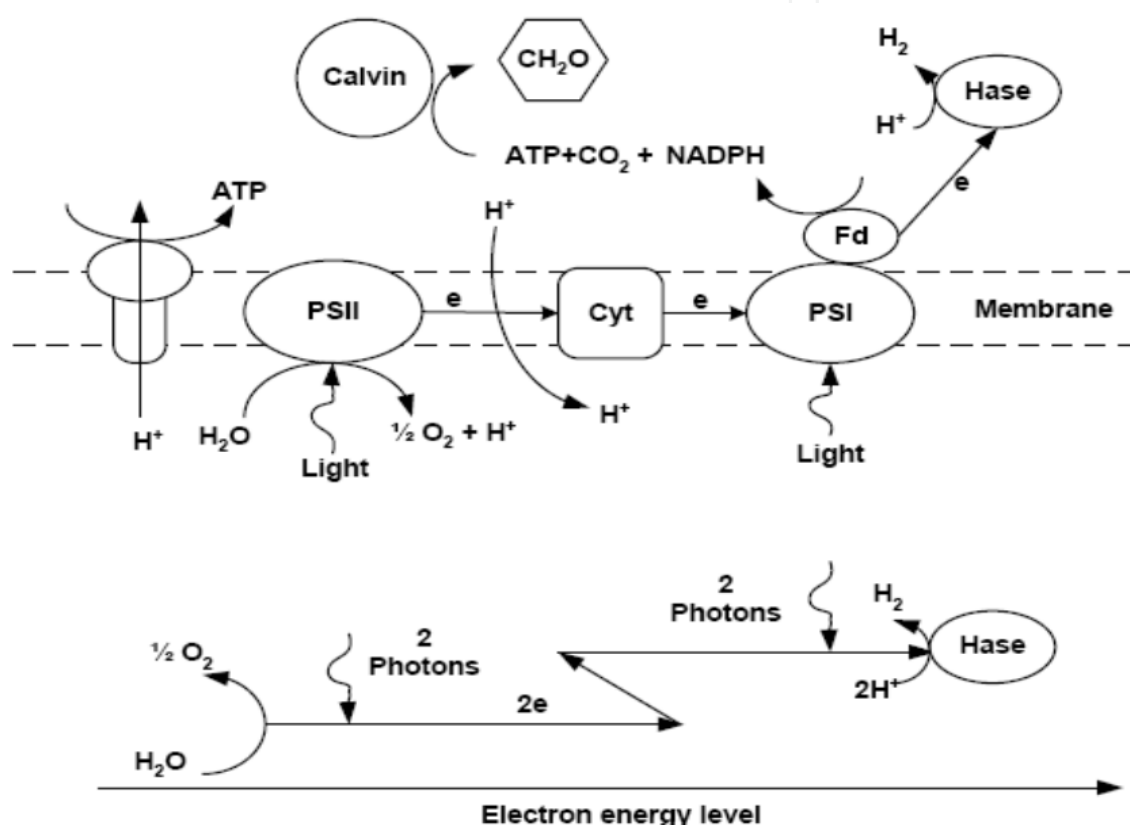 H₂
Hase
H⁺
Calvin
CH₂O
ATP+CO₂ + NADPH
e
ATP
H⁺
Fd
PSII
e
Cyt
e
PSI
Membrane
H⁺
H₂O
½ O₂ + H⁺
H⁺
Light
Light
2
Photons
H₂
Hase
2H⁺
½ O₂
2
Photons
2e
H₂O
Electron energy level